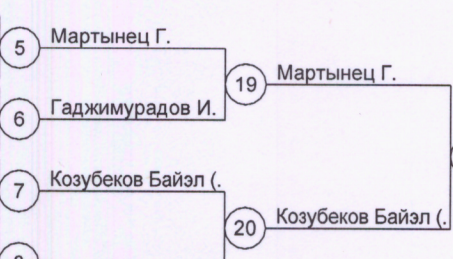 5 Мартынец Г.
19 Мартынец Г.
6 Гаджимурадов И.
7 Козубеков Байэл (.
20 Козубеков Байэл (.